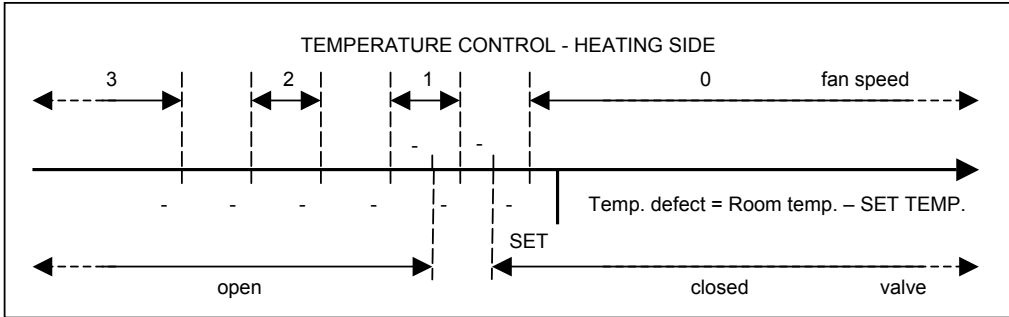 TEMPERATURE CONTROL - HEATING SIDE
3 2 1 0 fan speed
- -
- - - - - - Temp. defect = Room temp. – SET TEMP.
SET
open closed valve